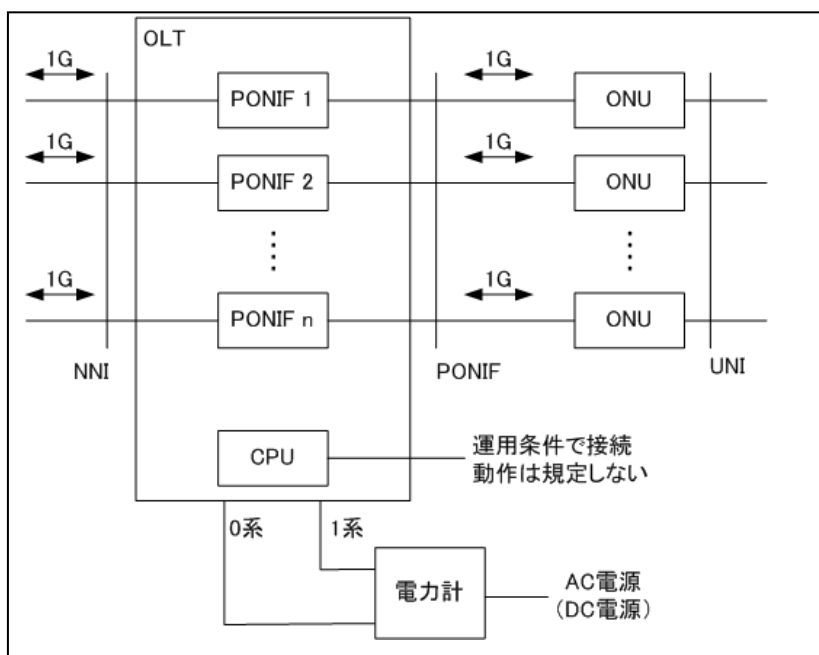 OLT
1G
1G
PONIF 1
ONU
1G
1G
PONIF 2
ONU
1G
1G
PONIF n
ONU
NNI
PONIF
UNI
CPU
運用条件で接続
動作は規定しない
0系
1系
電力計
AC電源
(DC電源)